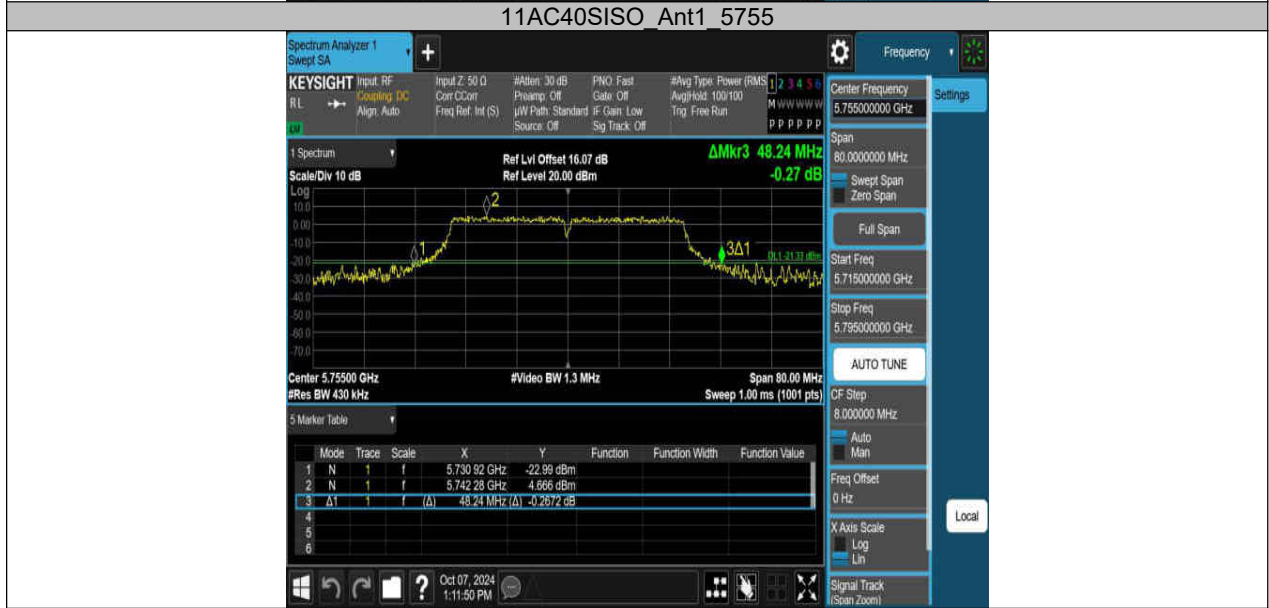 11AC40SISO_Ant1_5755
Spectrum Analyzer 1
Swept SA
+
Frequency
KEYSIGHT
RL
Input: RF
Coupling: DC
Align: Auto
Input Z: 50 Ω
Corr CCorr
Freq Ref: Int (S)
#Atten: 30 dB
Preamp: Off
µW Path: Standard
Source: Off
PNO: Fast
Gate: Off
IF Gain: Low
Sig Track: Off
#Avg Type: Power (RMS
Avg|Hold: 100/100
Trig: Free Run
1 2 3 4 5 6
M W W W W W
P P P P P P
Center Frequency
5.755000000 GHz
Settings
Span
80.0000000 MHz
Swept Span
Zero Span
Full Span
Start Freq
5.715000000 GHz
Stop Freq
5.795000000 GHz
AUTO TUNE
CF Step
8.000000 MHz
Auto
Man
Freq Offset
0 Hz
X Axis Scale
Log
Lin
Signal Track
(Span Zoom)
Local
1 Spectrum
Scale/Div 10 dB
Ref Lvl Offset 16.07 dB
Ref Level 20.00 dBm
ΔMkr3 48.24 MHz
-0.27 dB
Log
10.0
0.00
-10.0
-20.0
-30.0
-40.0
-50.0
-60.0
-70.0
1
2
3Δ1
DL1 -21.33 dBm
Center 5.75500 GHz
#Video BW 1.3 MHz
Span 80.00 MHz
#Res BW 430 kHz
Sweep 1.00 ms (1001 pts)
5 Marker Table
Mode Trace Scale X Y Function Function Width Function Value
1 N 1 f 5.730 92 GHz -22.99 dBm
2 N 1 f 5.742 28 GHz 4.666 dBm
3 Δ1 1 f (Δ) 48.24 MHz (Δ) -0.2672 dB
4
5
6
?
Oct 07, 2024
1:11:50 PM